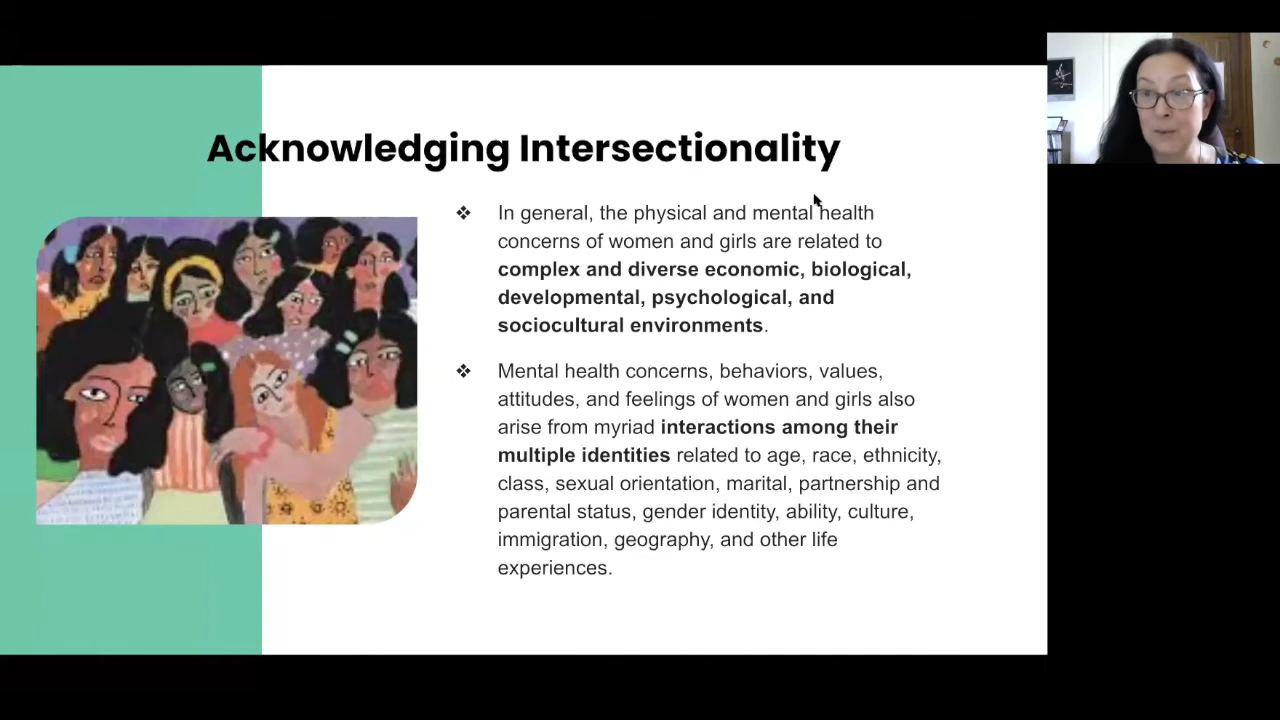 Acknowledging Intersectionality
❖ In general, the physical and mental health
concerns of women and girls are related to
complex and diverse economic, biological,
developmental, psychological, and
sociocultural environments.
❖ Mental health concerns, behaviors, values,
attitudes, and feelings of women and girls also
arise from myriad interactions among their
multiple identities related to age, race, ethnicity,
class, sexual orientation, marital, partnership and
parental status, gender identity, ability, culture,
immigration, geography, and other life
experiences.